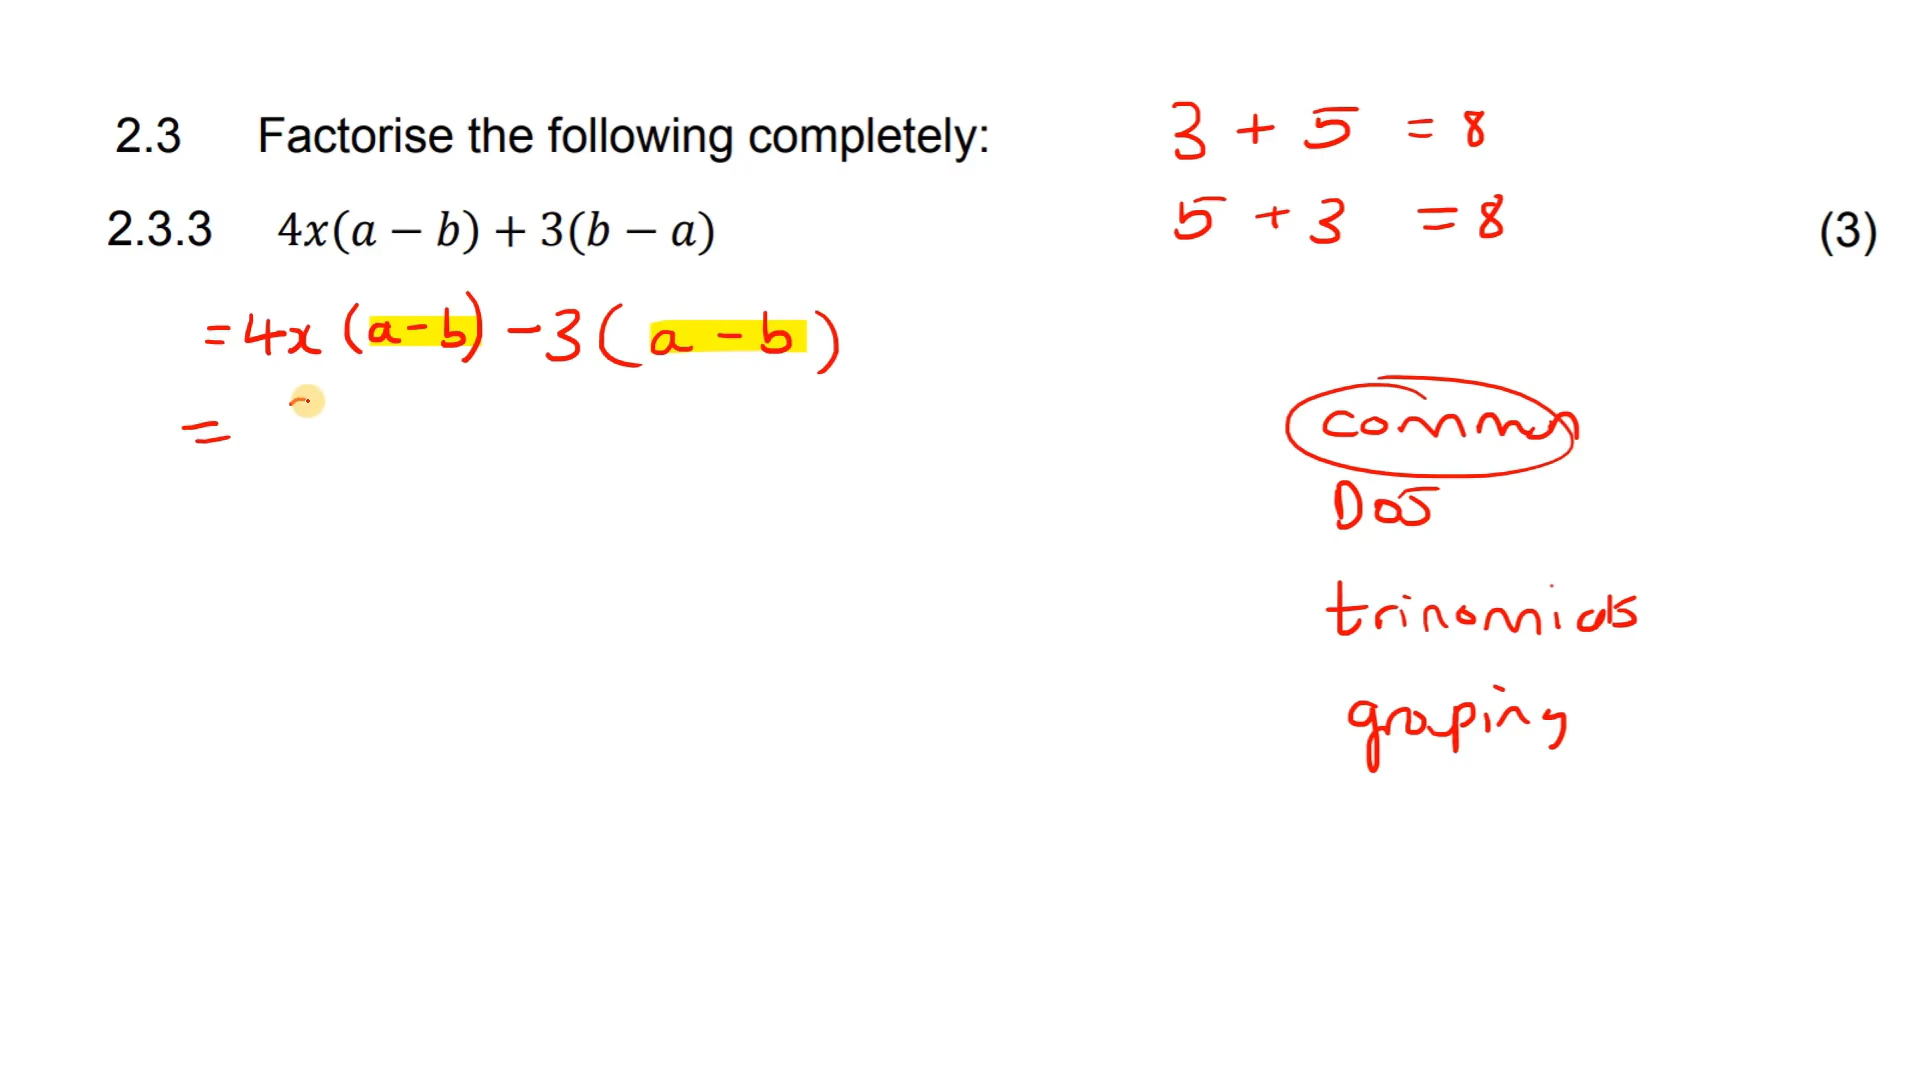 2.3 Factorise the following completely:
2.3.3 4x(a − b) + 3(b − a) (3)
= 4x (a-b) - 3 ( a - b )
=
3 + 5 = 8
5 + 3 = 8
common
DOS
trinomials
grouping